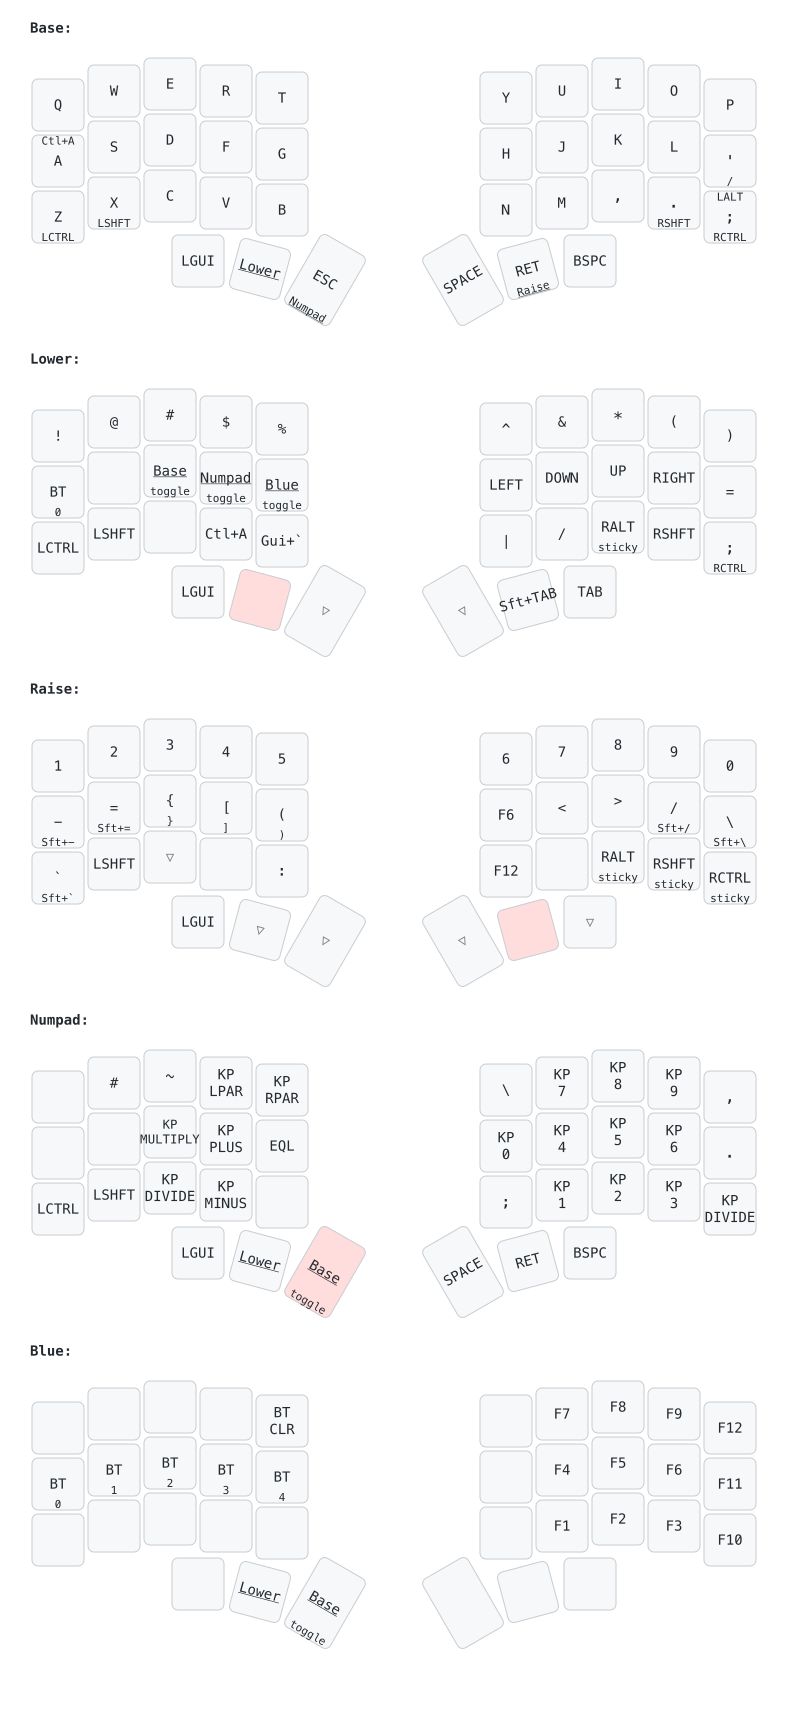 Base:
Q W E R T Y U I O P
Ctl+A
A S D F G H J K L '
/
Z X C V B N M , . ;
LALT
LCTRL LSHFT RSHFT RCTRL
LGUI Lower ESC SPACE RET BSPC
Numpad Raise
Lower:
! @ # $ % ^ & * ( )
BT Base Numpad Blue LEFT DOWN UP RIGHT =
0 toggle toggle toggle
LCTRL LSHFT Ctl+A Gui+` | / RALT RSHFT ;
sticky RCTRL
LGUI ▷ ◁ Sft+TAB TAB
Raise:
1 2 3 4 5 6 7 8 9 0
− = { [ ( F6 < > / \
Sft+− Sft+= } ] ) Sft+/ Sft+\
` LSHFT ▽ : F12 RALT RSHFT RCTRL
Sft+` sticky sticky sticky
LGUI ▽ ▷ ◁ ▽
Numpad:
# ~ KP LPAR KP RPAR \ KP 7 KP 8 KP 9 ,
KP MULTIPLY KP PLUS EQL KP 0 KP 4 KP 5 KP 6 .
LCTRL LSHFT KP DIVIDE KP MINUS ; KP 1 KP 2 KP 3 KP DIVIDE
LGUI Lower Base SPACE RET BSPC
toggle
Blue:
BT CLR F7 F8 F9 F12
BT BT BT BT BT F4 F5 F6 F11
0 1 2 3 4
F1 F2 F3 F10
Lower Base
toggle